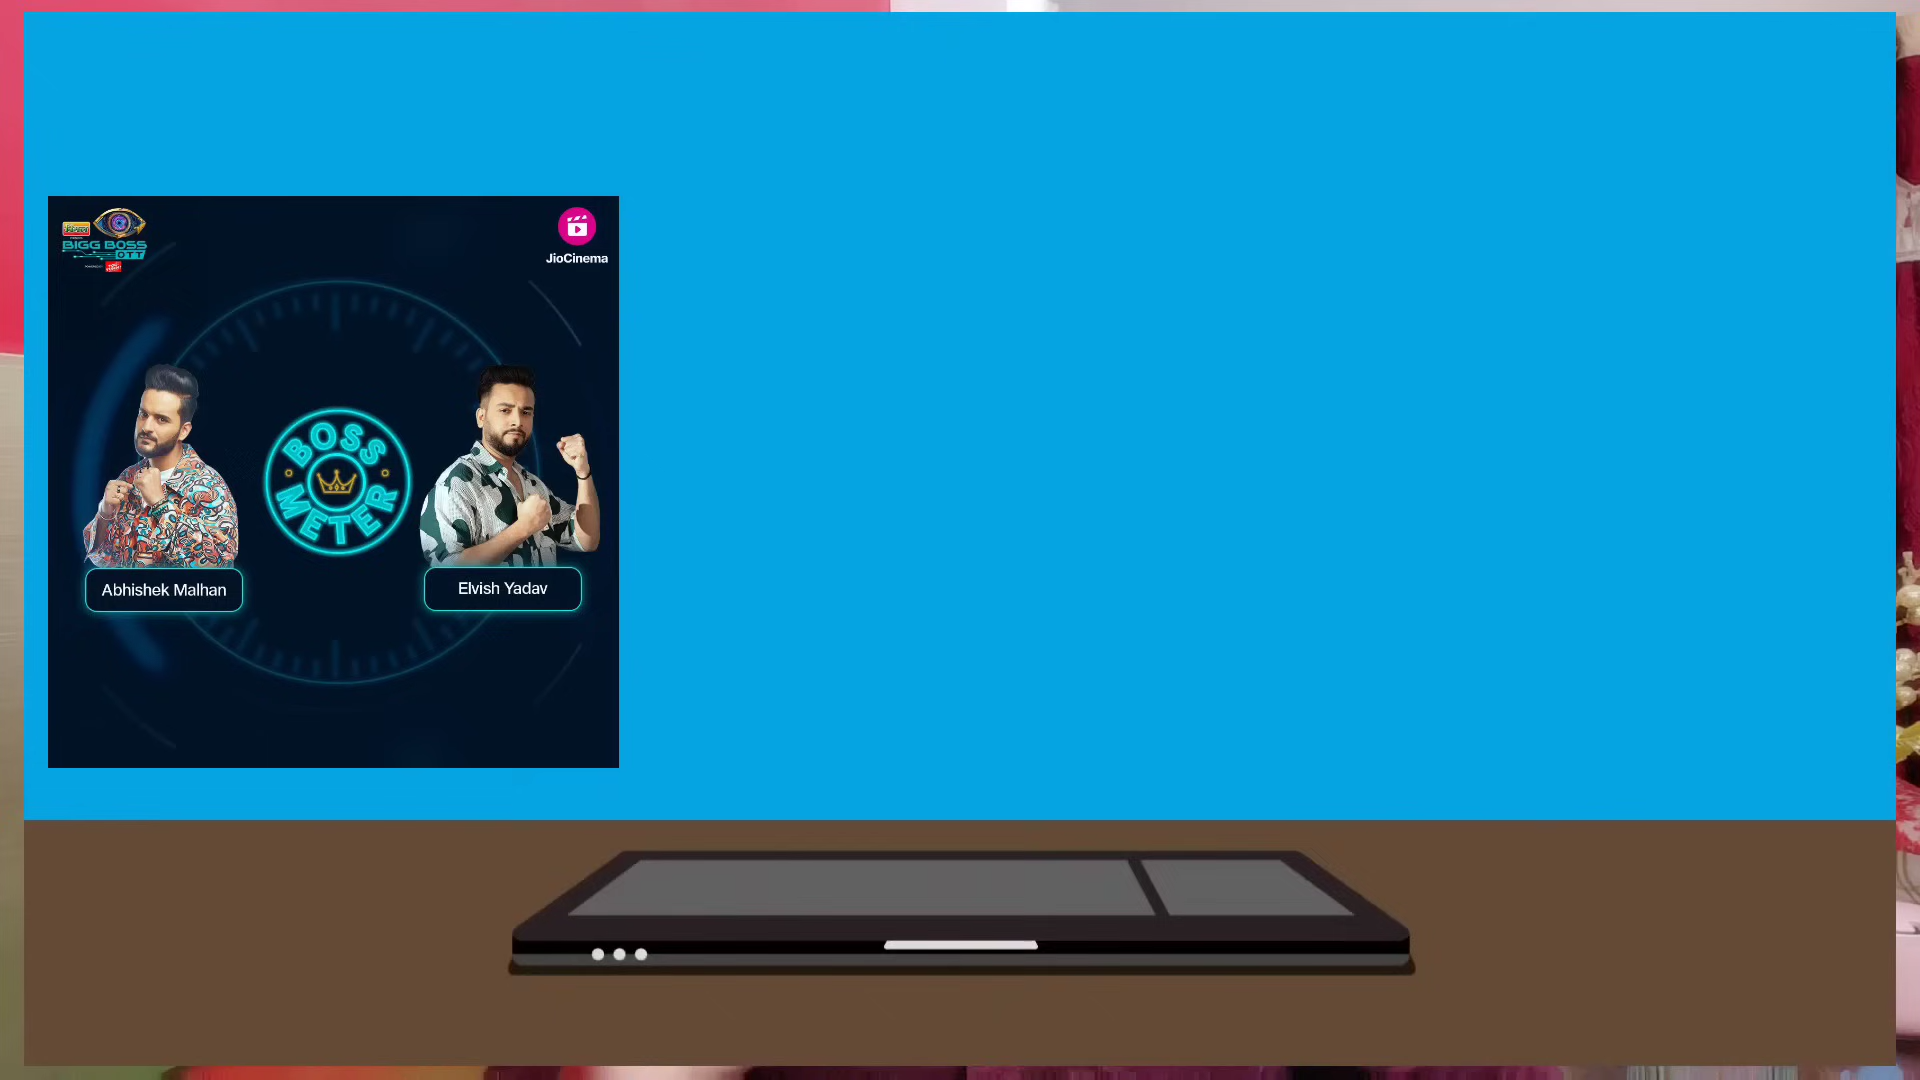 BIGG BOSS
OTT
JioCinema
BOSS
METER
Abhishek Malhan
Elvish Yadav